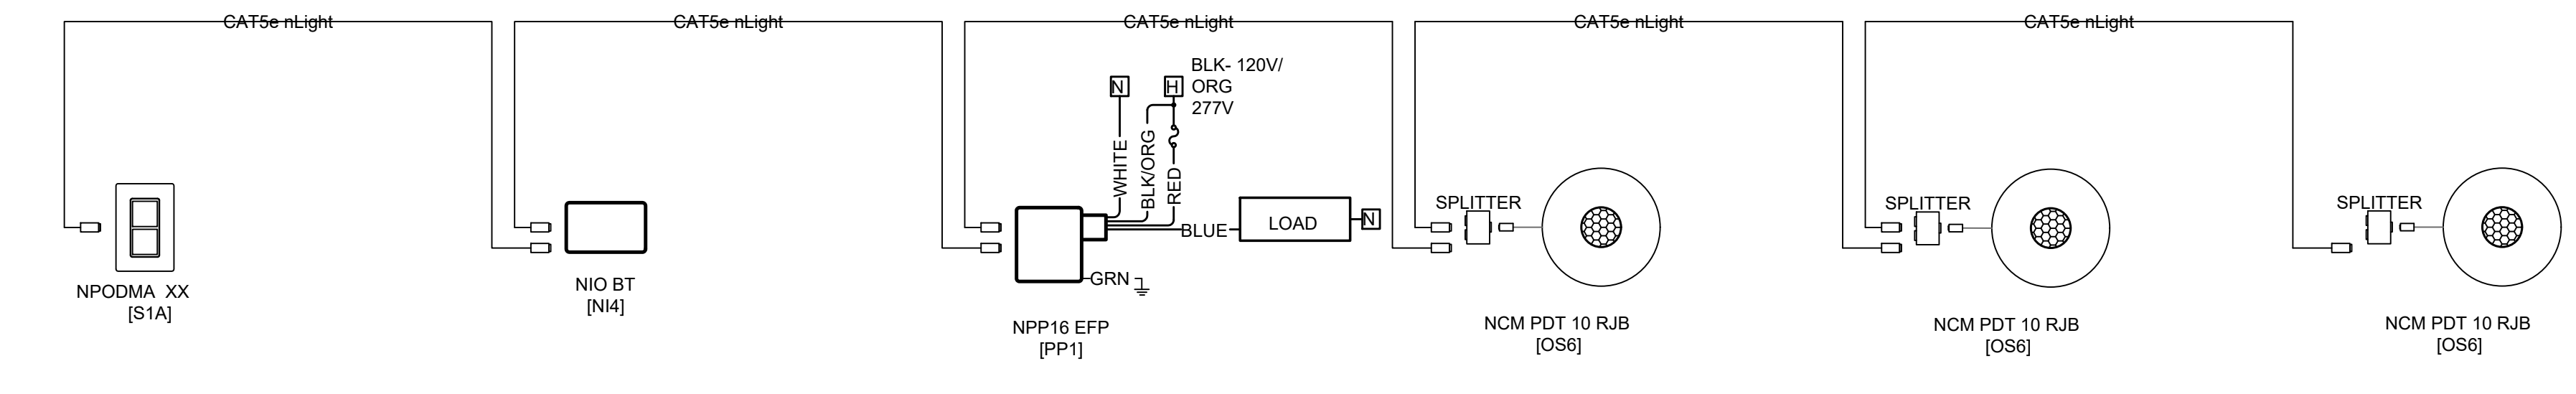 CAT5e nLight
CAT5e nLight
CAT5e nLight
CAT5e nLight
CAT5e nLight
NPODMA XX
[S1A]
NIO BT
[NI4]
N
H
BLK- 120V/
ORG
277V
WHITE
BLK/ORG
RED
BLUE
LOAD
N
GRN
NPP16 EFP
[PP1]
SPLITTER
NCM PDT 10 RJB
[OS6]
SPLITTER
NCM PDT 10 RJB
[OS6]
SPLITTER
NCM PDT 10 RJB
[OS6]